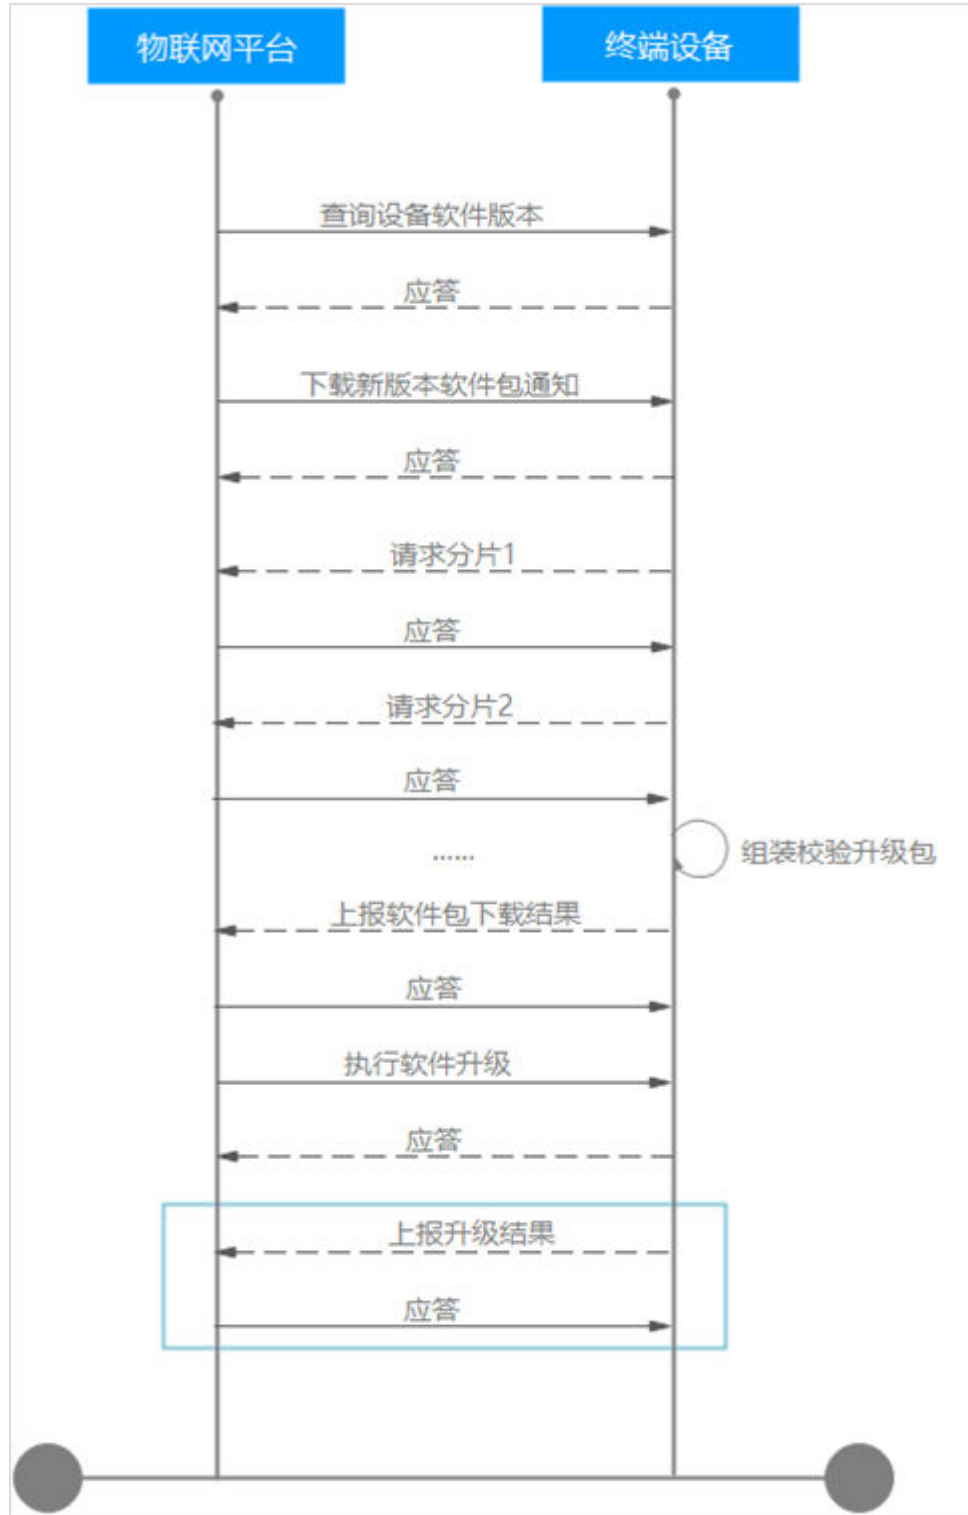 物联网平台
终端设备
查询设备软件版本
应答
下载新版本软件包通知
应答
请求分片1
应答
请求分片2
应答
......
组装校验升级包
上报软件包下载结果
应答
执行软件升级
应答
上报升级结果
应答